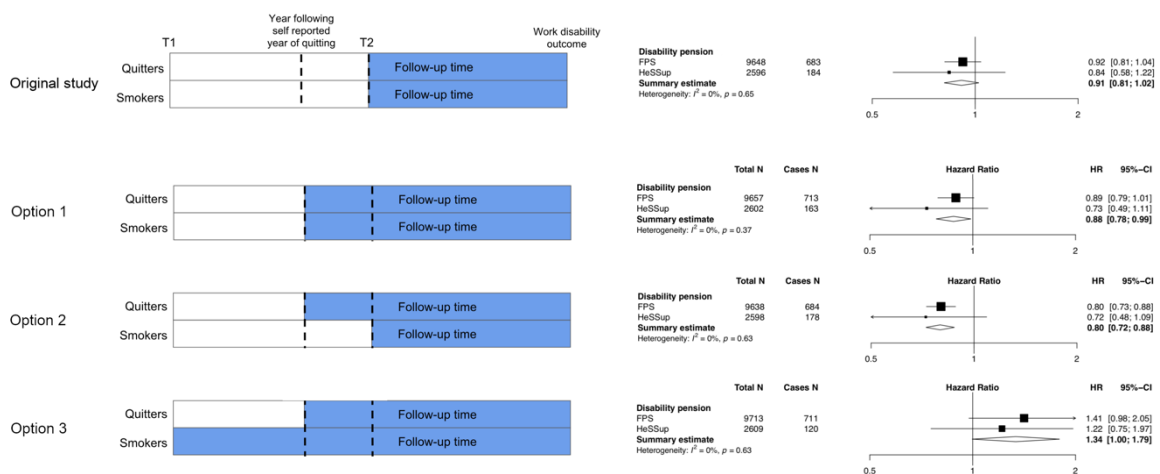 Year following
self reported
year of quitting
T1
T2
Work disability
outcome
Original study
Quitters
Follow-up time
Smokers
Follow-up time
Disability pension
FPS 9648 683 0.92 [0.81; 1.04]
HeSSup 2596 184 0.84 [0.58; 1.22]
Summary estimate 0.91 [0.81; 1.02]
Heterogeneity: I² = 0%, p = 0.65
0.5 1 2
Option 1
Quitters
Follow-up time
Smokers
Follow-up time
Total N Cases N Hazard Ratio HR 95%-CI
Disability pension
FPS 9657 713 0.89 [0.79; 1.01]
HeSSup 2602 163 0.73 [0.49; 1.11]
Summary estimate 0.88 [0.78; 0.99]
Heterogeneity: I² = 0%, p = 0.37
0.5 1 2
Option 2
Quitters
Follow-up time
Smokers
Follow-up time
Total N Cases N Hazard Ratio HR 95%-CI
Disability pension
FPS 9638 684 0.80 [0.73; 0.88]
HeSSup 2598 178 0.72 [0.48; 1.09]
Summary estimate 0.80 [0.72; 0.88]
Heterogeneity: I² = 0%, p = 0.63
0.5 1 2
Option 3
Quitters
Follow-up time
Smokers
Follow-up time
Total N Cases N Hazard Ratio HR 95%-CI
Disability pension
FPS 9713 711 1.41 [0.98; 2.05]
HeSSup 2609 120 1.22 [0.75; 1.97]
Summary estimate 1.34 [1.00; 1.79]
Heterogeneity: I² = 0%, p = 0.63
0.5 1 2